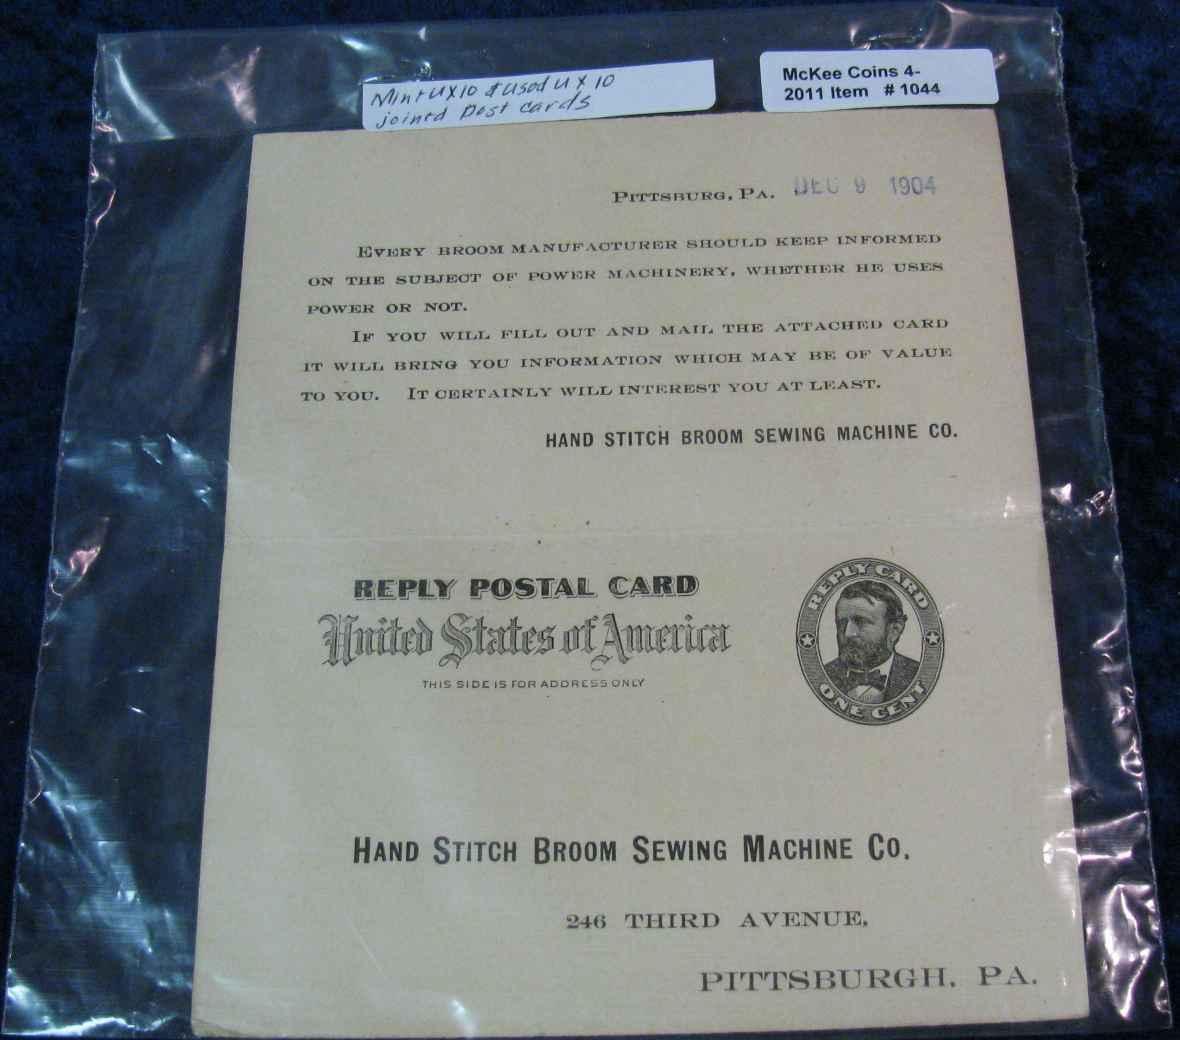 Mint UX10 & Used UX10
joined Post cards
McKee Coins 4-
2011 Item # 1044
PITTSBURG, PA. DEC 9 1904
EVERY BROOM MANUFACTURER SHOULD KEEP INFORMED
ON THE SUBJECT OF POWER MACHINERY, WHETHER HE USES
POWER OR NOT.
IF YOU WILL FILL OUT AND MAIL THE ATTACHED CARD
IT WILL BRING YOU INFORMATION WHICH MAY BE OF VALUE
TO YOU. IT CERTAINLY WILL INTEREST YOU AT LEAST.
HAND STITCH BROOM SEWING MACHINE CO.
REPLY POSTAL CARD
United States of America
THIS SIDE IS FOR ADDRESS ONLY
REPLY CARD
ONE CENT
HAND STITCH BROOM SEWING MACHINE CO.
246 THIRD AVENUE,
PITTSBURGH, PA.